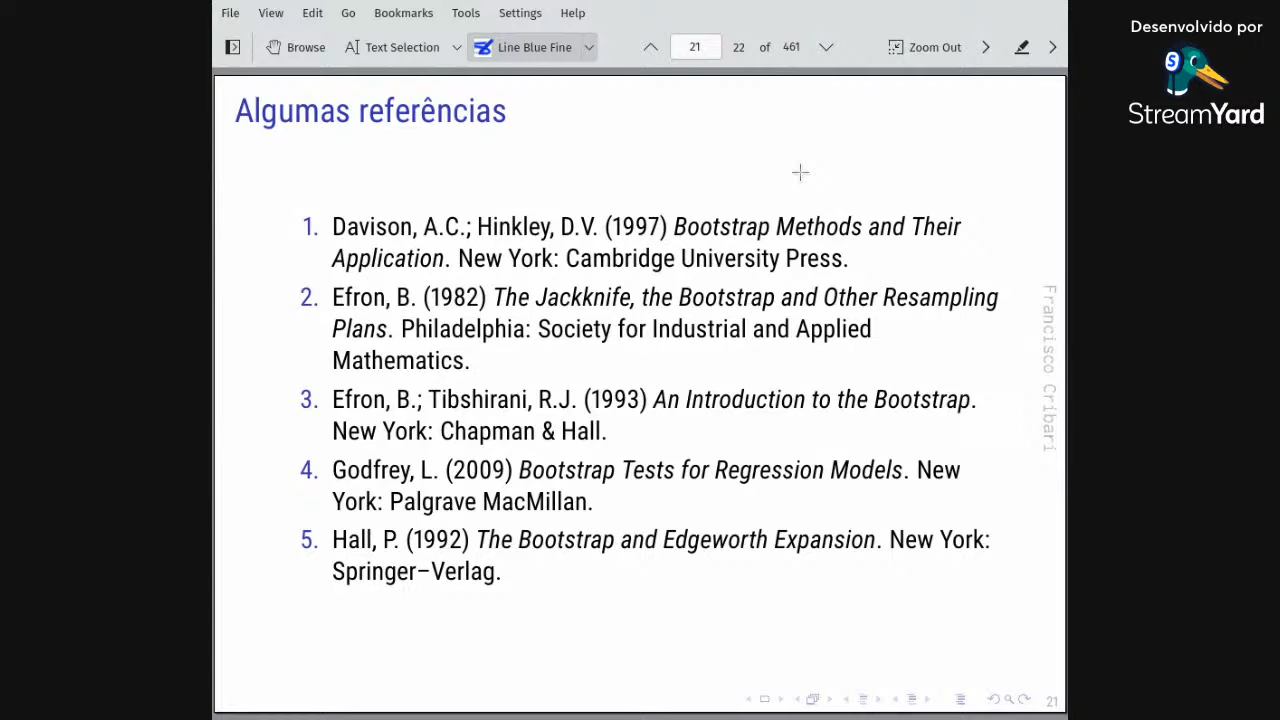 File View Edit Go Bookmarks Tools Settings Help
Desenvolvido por
Browse Text Selection Line Blue Fine 21 22 of 461 Zoom Out
S
StreamYard
Algumas referências
1. Davison, A.C.; Hinkley, D.V. (1997) Bootstrap Methods and Their
Application. New York: Cambridge University Press.
2. Efron, B. (1982) The Jackknife, the Bootstrap and Other Resampling
Plans. Philadelphia: Society for Industrial and Applied
Mathematics.
3. Efron, B.; Tibshirani, R.J. (1993) An Introduction to the Bootstrap.
New York: Chapman & Hall.
4. Godfrey, L. (2009) Bootstrap Tests for Regression Models. New
York: Palgrave MacMillan.
5. Hall, P. (1992) The Bootstrap and Edgeworth Expansion. New York:
Springer–Verlag.
Francisco Cribari
21